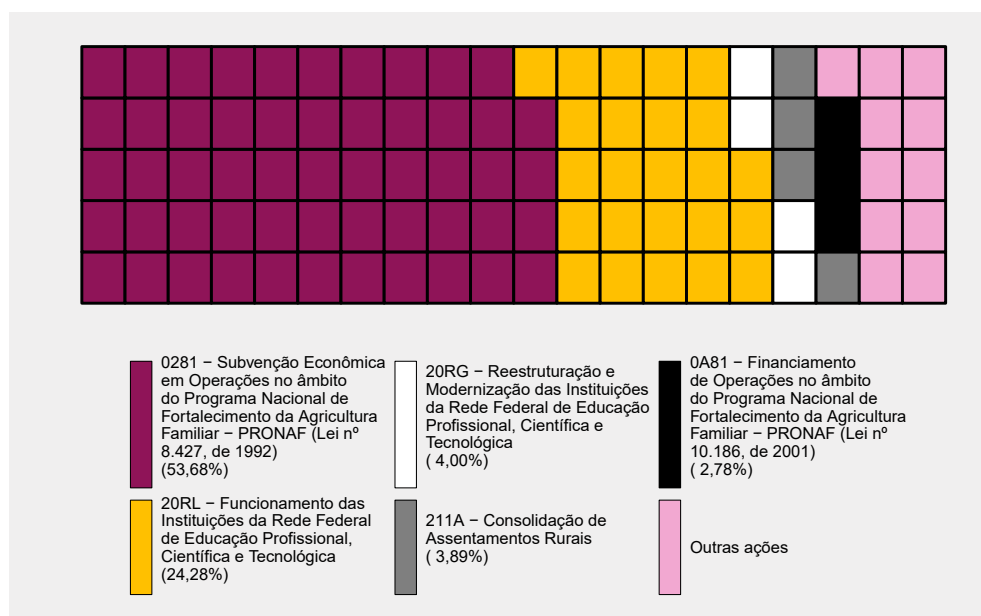 0281 − Subvenção Econômica
em Operações no âmbito
do Programa Nacional de
Fortalecimento da Agricultura
Familiar − PRONAF (Lei nº
8.427, de 1992)
(53,68%)
20RL − Funcionamento das
Instituições da Rede Federal
de Educação Profissional,
Científica e Tecnológica
(24,28%)
20RG − Reestruturação e
Modernização das Instituições
da Rede Federal de Educação
Profissional, Científica e
Tecnológica
( 4,00%)
211A − Consolidação de
Assentamentos Rurais
( 3,89%)
0A81 − Financiamento
de Operações no âmbito
do Programa Nacional de
Fortalecimento da Agricultura
Familiar − PRONAF (Lei nº
10.186, de 2001)
( 2,78%)
Outras ações